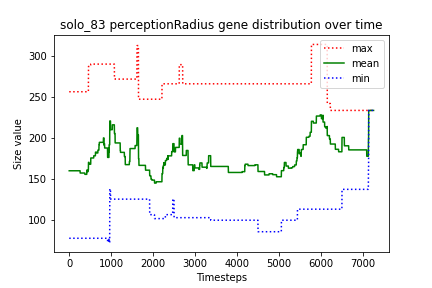 solo_83 perceptionRadius gene distribution over time
max
mean
min
Size value
300
250
200
150
100
0
1000
2000
3000
4000
5000
6000
7000
Timesteps